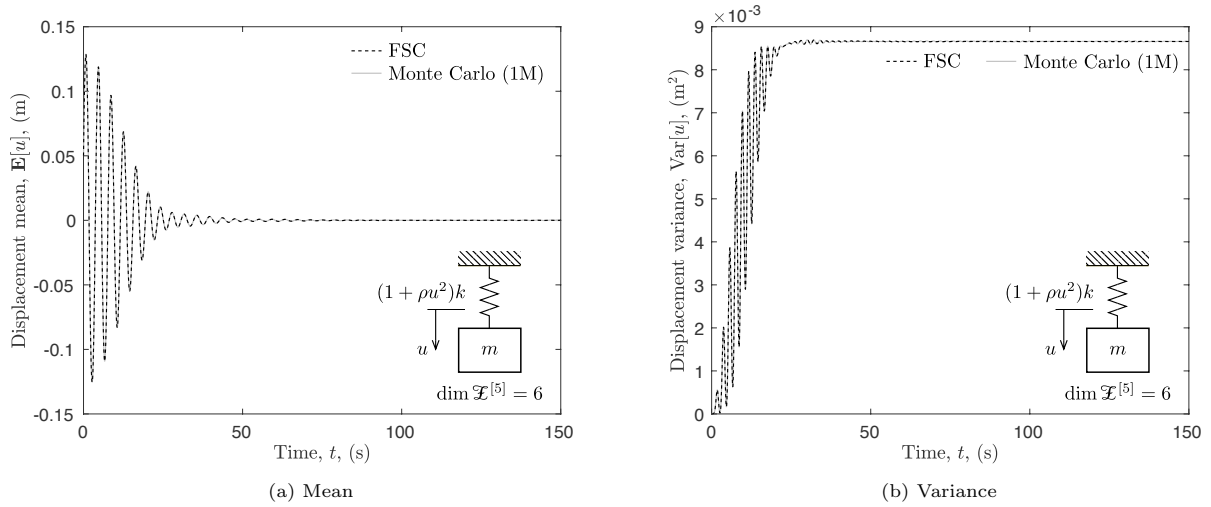 0.15
0.1
0.05
0
-0.05
-0.1
-0.15
Displacement mean, E[u], (m)
FSC
Monte Carlo (1M)
(1 + ρu²)k
u
m
dim 𝒵^[5] = 6
0 50 100 150
Time, t, (s)
(a) Mean
×10⁻³
9
8
7
6
5
4
3
2
1
0
Displacement variance, Var[u], (m²)
FSC Monte Carlo (1M)
(1 + ρu²)k
u
m
dim 𝒵^[5] = 6
0 50 100 150
Time, t, (s)
(b) Variance